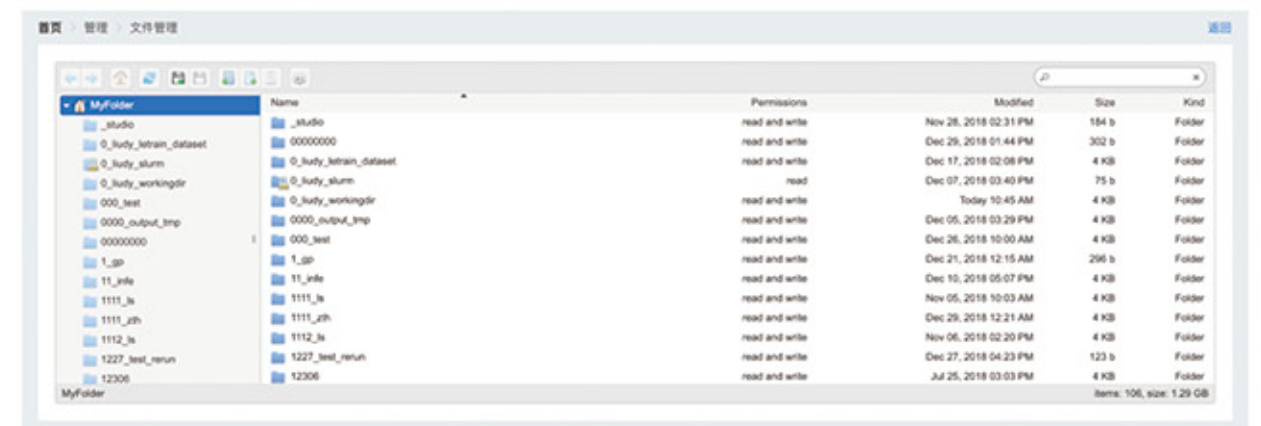 首页 > 管理 > 文件管理 返回
MyFolder
_studio
0_liudy_letrain_dataset
0_liudy_slurm
0_liudy_workingdir
000_test
0000_output_tmp
00000000
1_gp
11_infe
1111_ls
1111_zth
1112_ls
1227_test_rerun
12306
Name Permissions Modified Size Kind
_studio read and write Nov 28, 2018 02:31 PM 184 b Folder
00000000 read and write Dec 29, 2018 01:44 PM 302 b Folder
0_liudy_letrain_dataset read and write Dec 17, 2018 02:08 PM 4 KB Folder
0_liudy_slurm read Dec 07, 2018 03:40 PM 75 b Folder
0_liudy_workingdir read and write Today 10:45 AM 4 KB Folder
0000_output_tmp read and write Dec 05, 2018 03:29 PM 4 KB Folder
000_test read and write Dec 26, 2018 10:00 AM 4 KB Folder
1_gp read and write Dec 21, 2018 12:15 AM 296 b Folder
11_infe read and write Dec 10, 2018 05:07 PM 4 KB Folder
1111_ls read and write Nov 05, 2018 10:03 AM 4 KB Folder
1111_zth read and write Dec 29, 2018 12:21 AM 4 KB Folder
1112_ls read and write Nov 06, 2018 02:20 PM 4 KB Folder
1227_test_rerun read and write Dec 27, 2018 04:23 PM 123 b Folder
12306 read and write Jul 25, 2018 03:03 PM 4 KB Folder
MyFolder items: 106, size: 1.29 GB